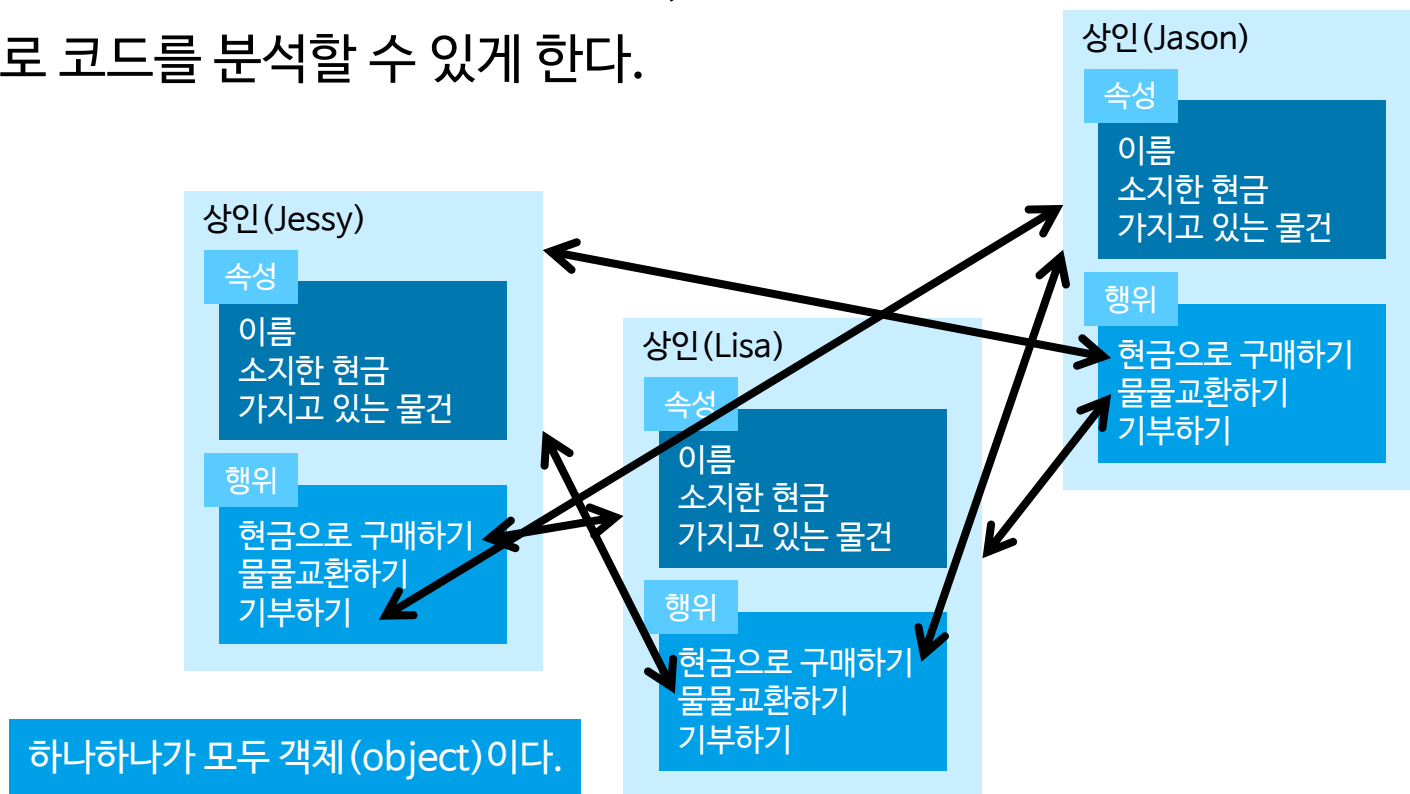 로 코드를 분석할 수 있게 한다.
상인(Jessy)
속성
이름
소지한 현금
가지고 있는 물건
행위
현금으로 구매하기
물물교환하기
기부하기
상인(Lisa)
속성
이름
소지한 현금
가지고 있는 물건
행위
현금으로 구매하기
물물교환하기
기부하기
상인(Jason)
속성
이름
소지한 현금
가지고 있는 물건
행위
현금으로 구매하기
물물교환하기
기부하기
하나하나가 모두 객체(object)이다.